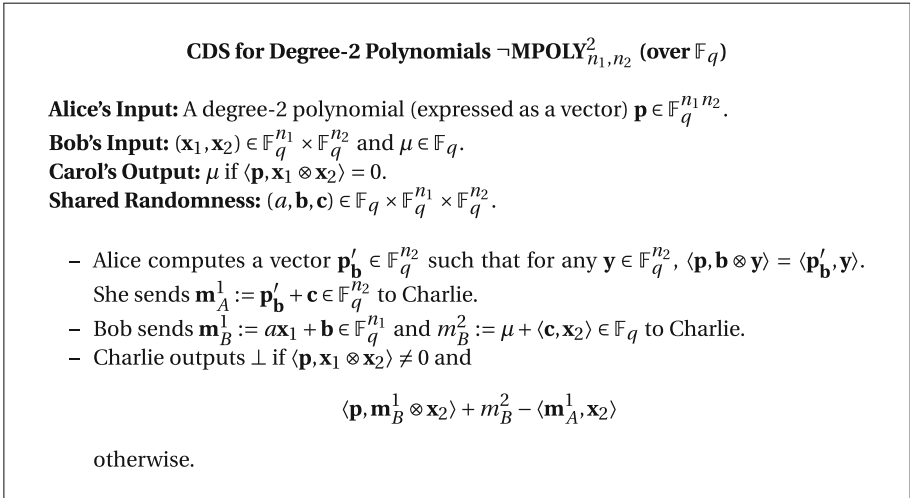 CDS for Degree-2 Polynomials ¬MPOLY²ₙ₁,ₙ₂ (over 𝔽_q)
Alice's Input: A degree-2 polynomial (expressed as a vector) p ∈ 𝔽_q^{n₁n₂}.
Bob's Input: (x₁,x₂) ∈ 𝔽_q^{n₁} × 𝔽_q^{n₂} and μ ∈ 𝔽_q.
Carol's Output: μ if ⟨p,x₁ ⊗ x₂⟩ = 0.
Shared Randomness: (a,b,c) ∈ 𝔽_q × 𝔽_q^{n₁} × 𝔽_q^{n₂}.
– Alice computes a vector p′_b ∈ 𝔽_q^{n₂} such that for any y ∈ 𝔽_q^{n₂}, ⟨p,b ⊗ y⟩ = ⟨p′_b,y⟩.
She sends m_A^1 := p′_b + c ∈ 𝔽_q^{n₂} to Charlie.
– Bob sends m_B^1 := ax₁ + b ∈ 𝔽_q^{n₁} and m_B^2 := μ + ⟨c,x₂⟩ ∈ 𝔽_q to Charlie.
– Charlie outputs ⊥ if ⟨p,x₁ ⊗ x₂⟩ ≠ 0 and
⟨p,m_B^1 ⊗ x₂⟩ + m_B^2 − ⟨m_A^1,x₂⟩
otherwise.